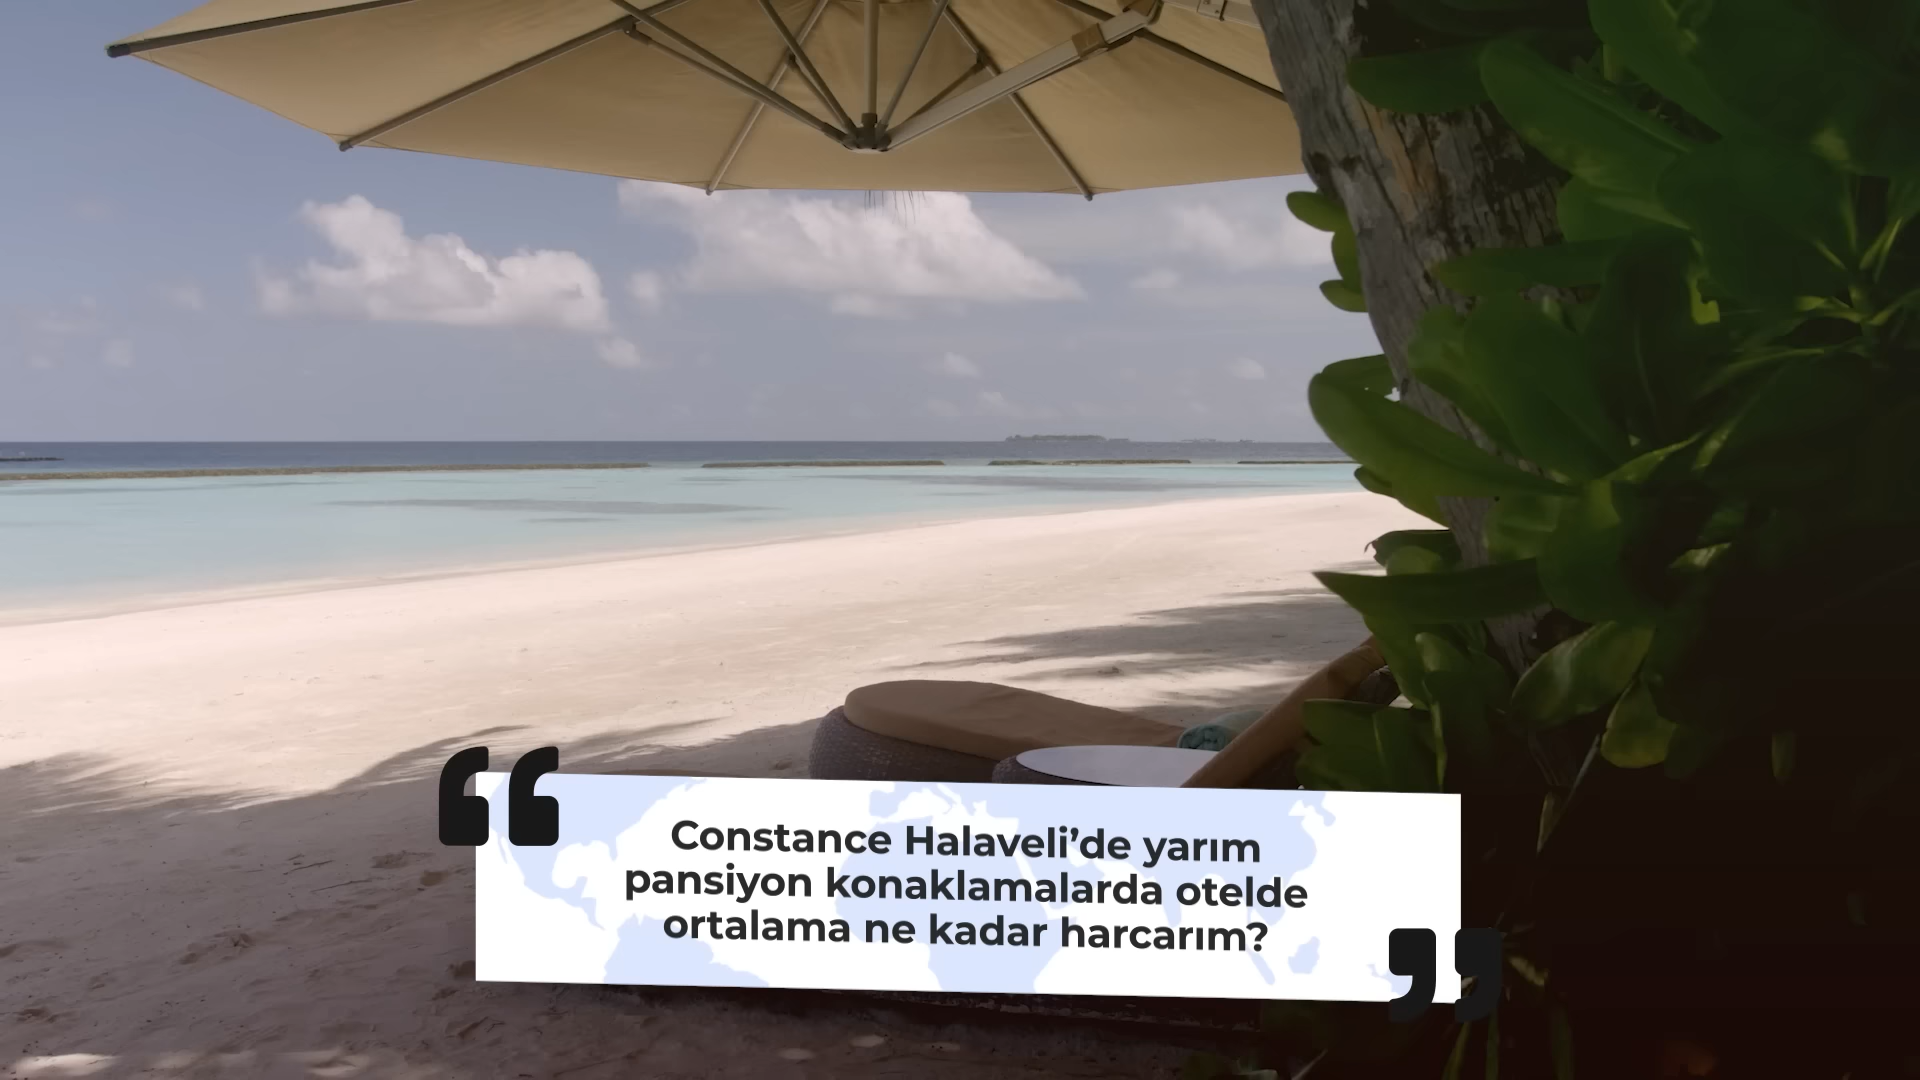 Constance Halaveli’de yarım
pansiyon konaklamalarda otelde
ortalama ne kadar harcarım?